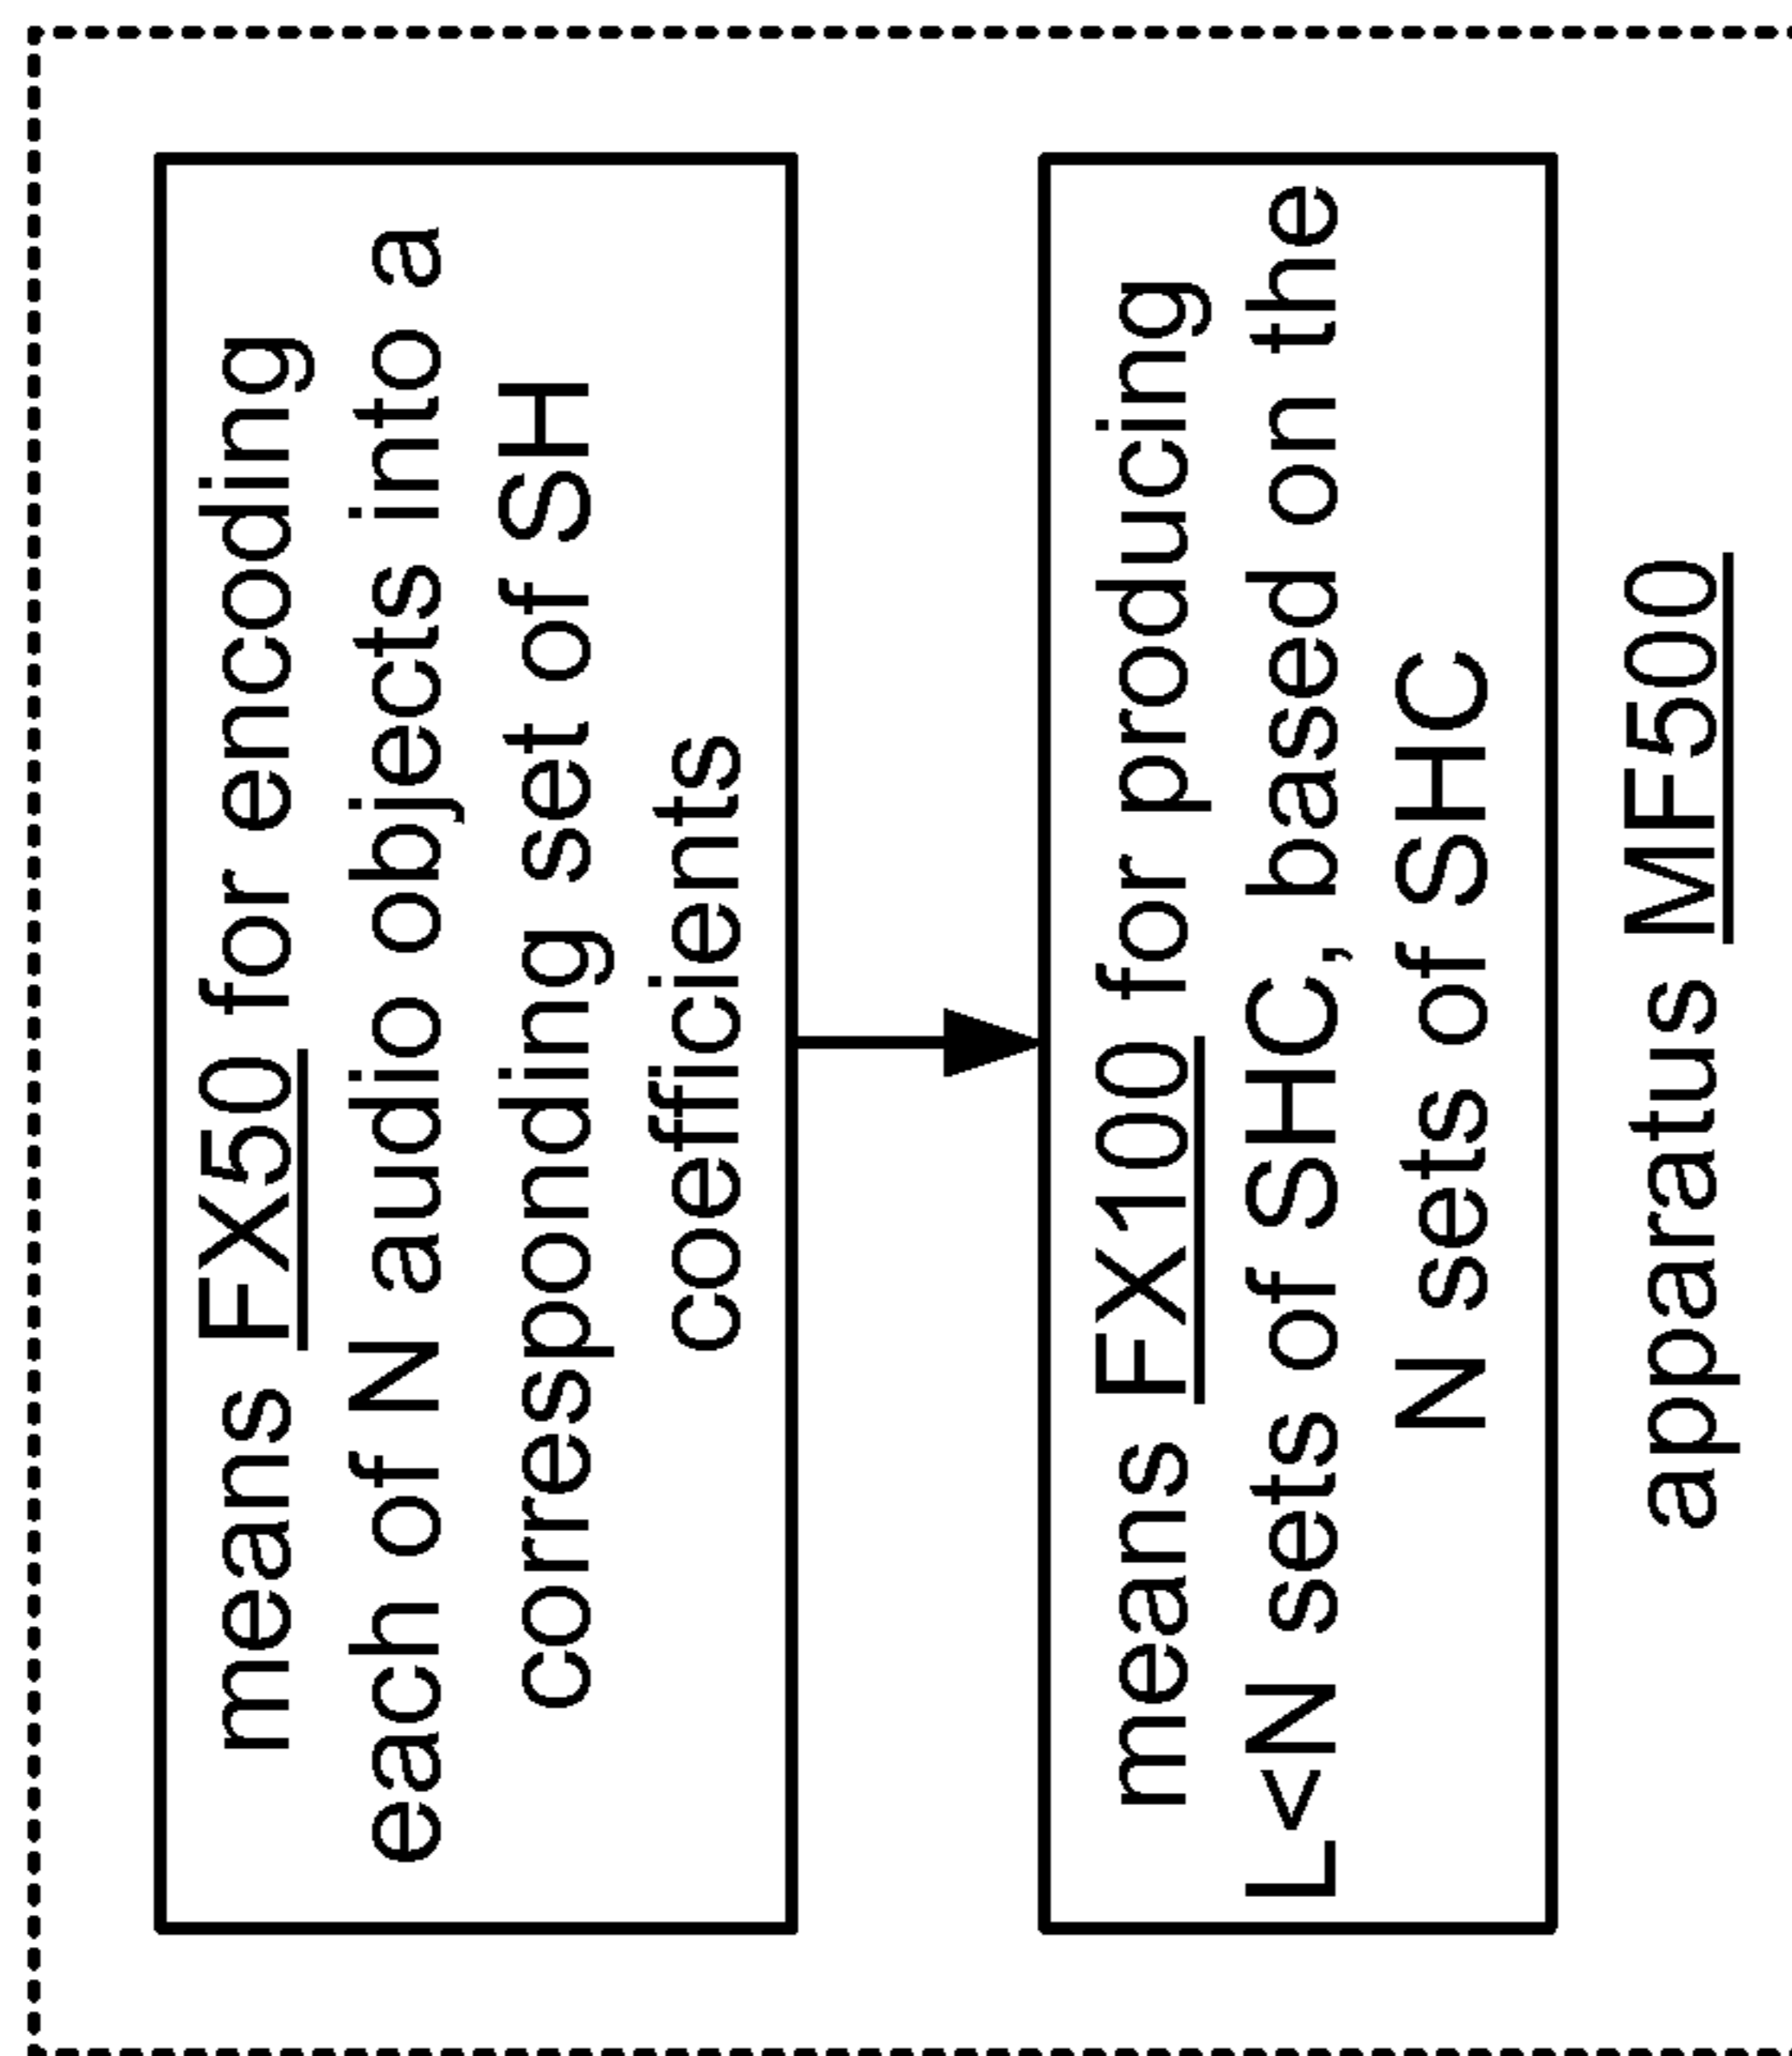 means FX50 for encoding
each of N audio objects into a
corresponding set of SH
coefficients
means FX100 for producing
L<N sets of SHC, based on the
N sets of SHC
apparatus MF500